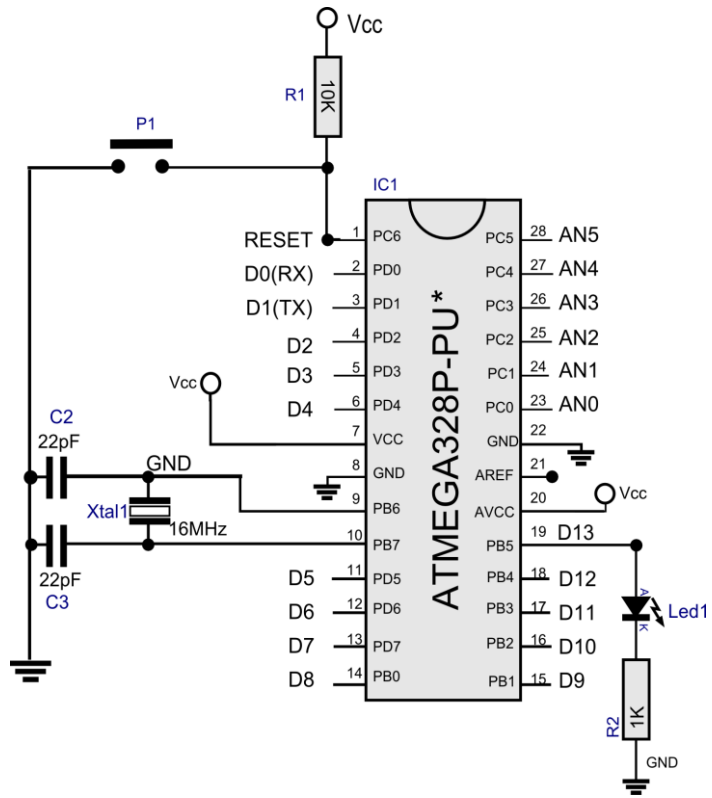 Vcc
R1
10K
P1
IC1
RESET 1 PC6 PC5 28 AN5
D0(RX) 2 PD0 PC4 27 AN4
D1(TX) 3 PD1 PC3 26 AN3
D2 4 PD2 PC2 25 AN2
D3 5 PD3 PC1 24 AN1
D4 6 PD4 PC0 23 AN0
Vcc
7 VCC GND 22
8 GND AREF 21
9 PB6 AVCC 20 Vcc
10 PB7 PB5 19 D13
D5 11 PD5 PB4 18 D12
D6 12 PD6 PB3 17 D11
D7 13 PD7 PB2 16 D10
D8 14 PB0 PB1 15 D9
ATMEGA328P-PU*
C2
22pF
GND
Xtal1
16MHz
22pF
C3
A
K
Led1
R2
1K
GND